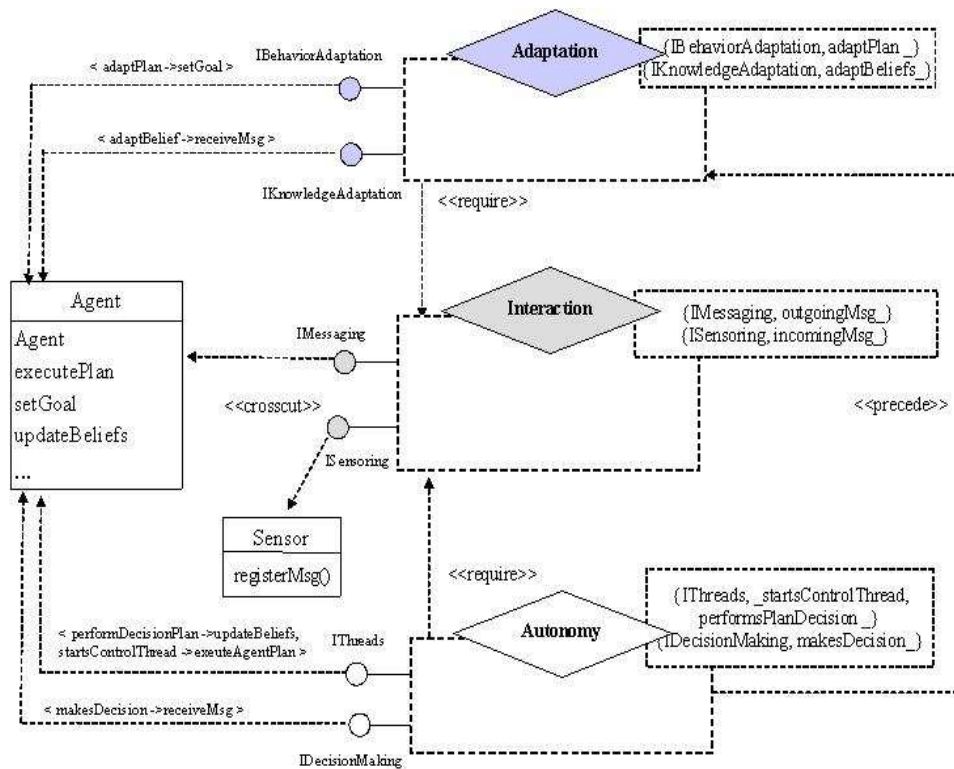 Adaptation
{IBehaviorAdaptation, adaptPlan_}
{IKnowledgeAdaptation, adaptBeliefs_}
IBehaviorAdaptation
< adaptPlan ->setGoal >
< adaptBelief ->receiveMsg >
IKnowledgeAdaptation
<<require>>
Interaction
{IMessaging, outgoingMsg_}
{ISensoring, incomingMsg_}
Agent
Agent
executePlan
setGoal
updateBeliefs
...
IMessaging
<<crosscut>>
ISensoring
<<precede>>
Sensor
registerMsg()
<<require>>
Autonomy
{IThreads, _startsControlThread,
performsPlanDecision _}
{IDecisionMaking, makesDecision_}
< performDecisionPlan ->updateBeliefs,
startsControlThread ->exeuteAgentPlan >
IThreads
< makesDecision ->receiveMsg >
IDecisionMaking